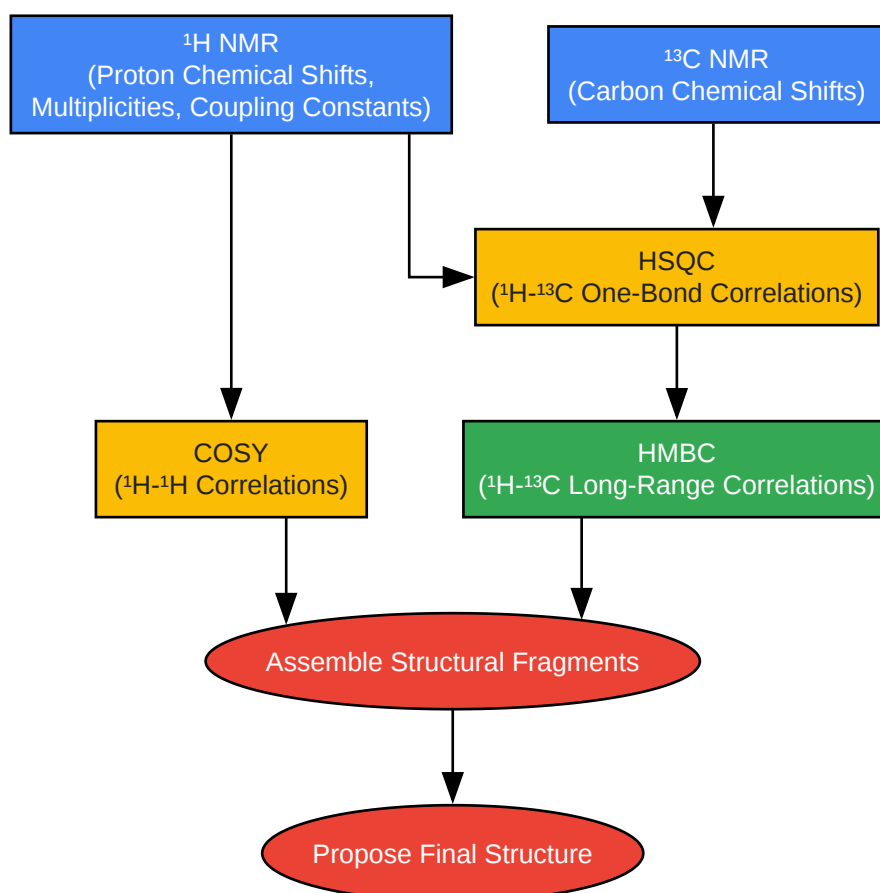 ¹H NMR
(Proton Chemical Shifts,
Multiplicities, Coupling Constants)
¹³C NMR
(Carbon Chemical Shifts)
HSQC
(¹H-¹³C One-Bond Correlations)
COSY
(¹H-¹H Correlations)
HMBC
(¹H-¹³C Long-Range Correlations)
Assemble Structural Fragments
Propose Final Structure